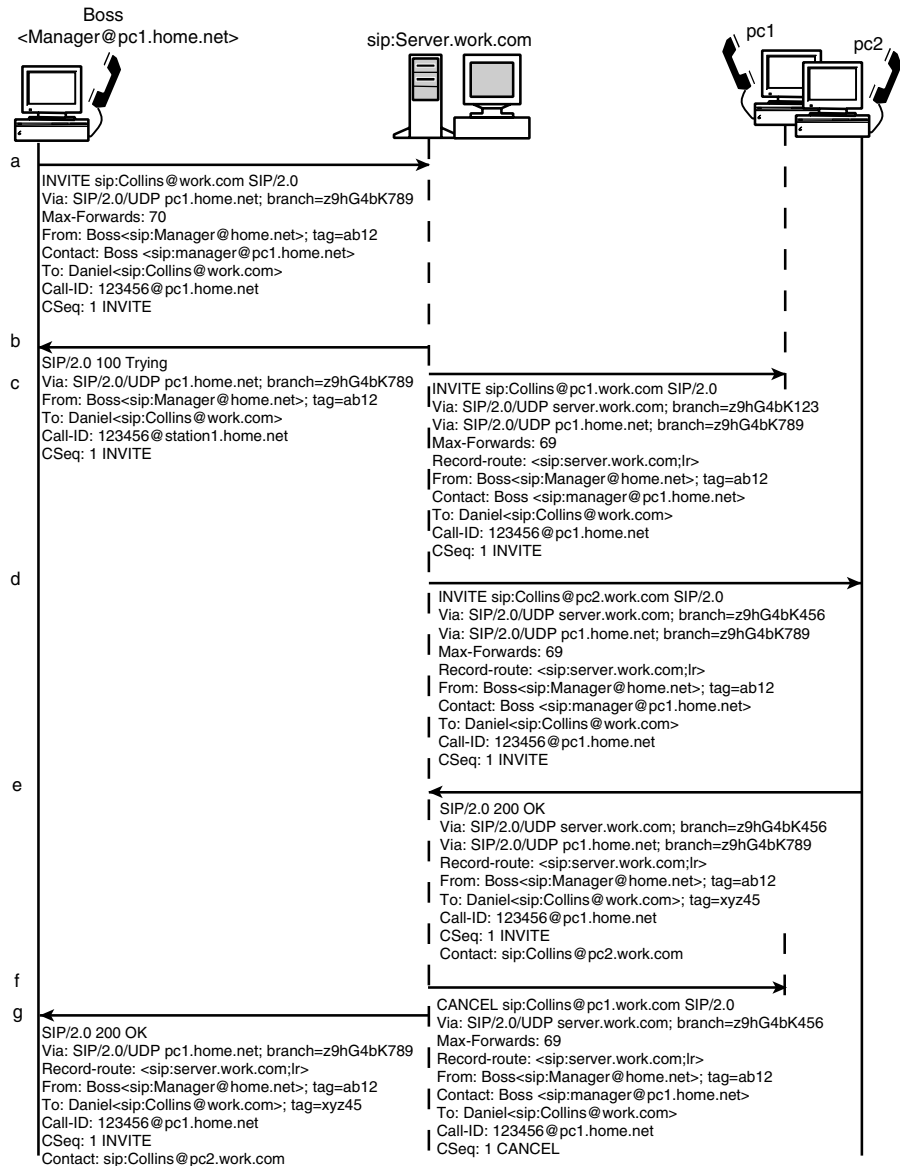 Boss
<Manager@pc1.home.net>
sip:Server.work.com
pc1
pc2
a
INVITE sip:Collins@work.com SIP/2.0
Via: SIP/2.0/UDP pc1.home.net; branch=z9hG4bK789
Max-Forwards: 70
From: Boss<sip:Manager@home.net>; tag=ab12
Contact: Boss <sip:manager@pc1.home.net>
To: Daniel<sip:Collins@work.com>
Call-ID: 123456@pc1.home.net
CSeq: 1 INVITE
b
SIP/2.0 100 Trying
Via: SIP/2.0/UDP pc1.home.net; branch=z9hG4bK789
From: Boss<sip:Manager@home.net>; tag=ab12
To: Daniel<sip:Collins@work.com>
Call-ID: 123456@station1.home.net
CSeq: 1 INVITE
c
INVITE sip:Collins@pc1.work.com SIP/2.0
Via: SIP/2.0/UDP server.work.com; branch=z9hG4bK123
Via: SIP/2.0/UDP pc1.home.net; branch=z9hG4bK789
Max-Forwards: 69
Record-route: <sip:server.work.com;lr>
From: Boss<sip:Manager@home.net>; tag=ab12
Contact: Boss <sip:manager@pc1.home.net>
To: Daniel<sip:Collins@work.com>
Call-ID: 123456@pc1.home.net
CSeq: 1 INVITE
d
INVITE sip:Collins@pc2.work.com SIP/2.0
Via: SIP/2.0/UDP server.work.com; branch=z9hG4bK456
Via: SIP/2.0/UDP pc1.home.net; branch=z9hG4bK789
Max-Forwards: 69
Record-route: <sip:server.work.com;lr>
From: Boss<sip:Manager@home.net>; tag=ab12
Contact: Boss <sip:manager@pc1.home.net>
To: Daniel<sip:Collins@work.com>
Call-ID: 123456@pc1.home.net
CSeq: 1 INVITE
e
SIP/2.0 200 OK
Via: SIP/2.0/UDP server.work.com; branch=z9hG4bK456
Via: SIP/2.0/UDP pc1.home.net; branch=z9hG4bK789
Record-route: <sip:server.work.com;lr>
From: Boss<sip:Manager@home.net>; tag=ab12
To: Daniel<sip:Collins@work.com>; tag=xyz45
Call-ID: 123456@pc1.home.net
CSeq: 1 INVITE
Contact: sip:Collins@pc2.work.com
f
CANCEL sip:Collins@pc1.work.com SIP/2.0
Via: SIP/2.0/UDP server.work.com; branch=z9hG4bK456
Max-Forwards: 69
Record-route: <sip:server.work.com;lr>
From: Boss<sip:Manager@home.net>; tag=ab12
Contact: Boss <sip:manager@pc1.home.net>
To: Daniel<sip:Collins@work.com>
Call-ID: 123456@pc1.home.net
CSeq: 1 CANCEL
g
SIP/2.0 200 OK
Via: SIP/2.0/UDP pc1.home.net; branch=z9hG4bK789
Record-route: <sip:server.work.com;lr>
From: Boss<sip:Manager@home.net>; tag=ab12
To: Daniel<sip:Collins@work.com>; tag=xyz45
Call-ID: 123456@pc1.home.net
CSeq: 1 INVITE
Contact: sip:Collins@pc2.work.com